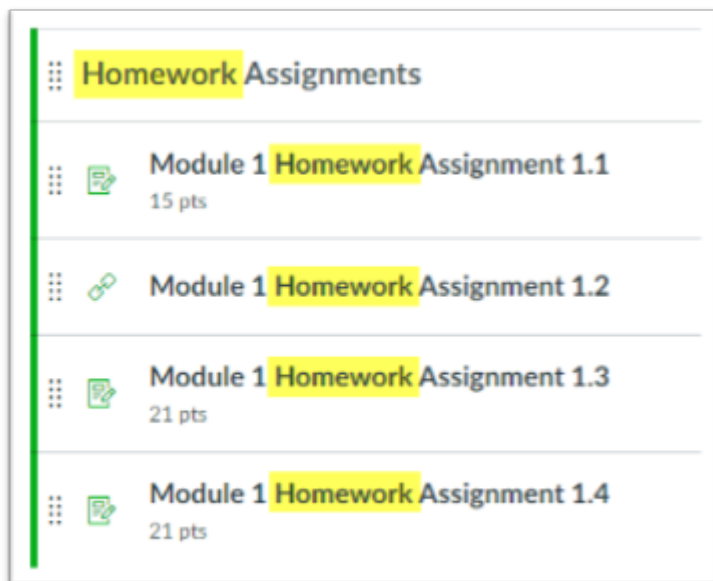 Homework Assignments
Module 1 Homework Assignment 1.1
15 pts
Module 1 Homework Assignment 1.2
Module 1 Homework Assignment 1.3
21 pts
Module 1 Homework Assignment 1.4
21 pts